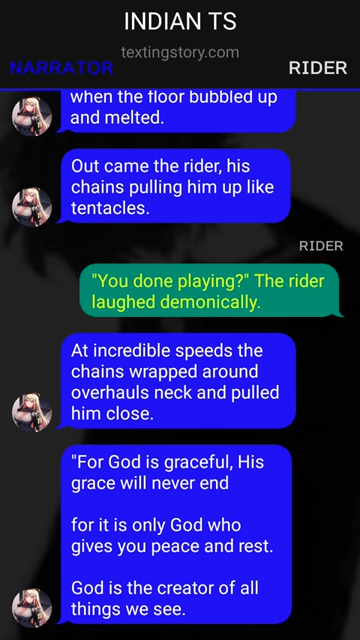 INDIAN TS
textingstory.com
NARRATOR
RIDER
when the floor bubbled up
and melted.
Out came the rider, his
chains pulling him up like
tentacles.
RIDER
"You done playing?" The rider
laughed demonically.
At incredible speeds the
chains wrapped around
overhauls neck and pulled
him close.
"For God is graceful, His
grace will never end
for it is only God who
gives you peace and rest.
God is the creator of all
things we see.